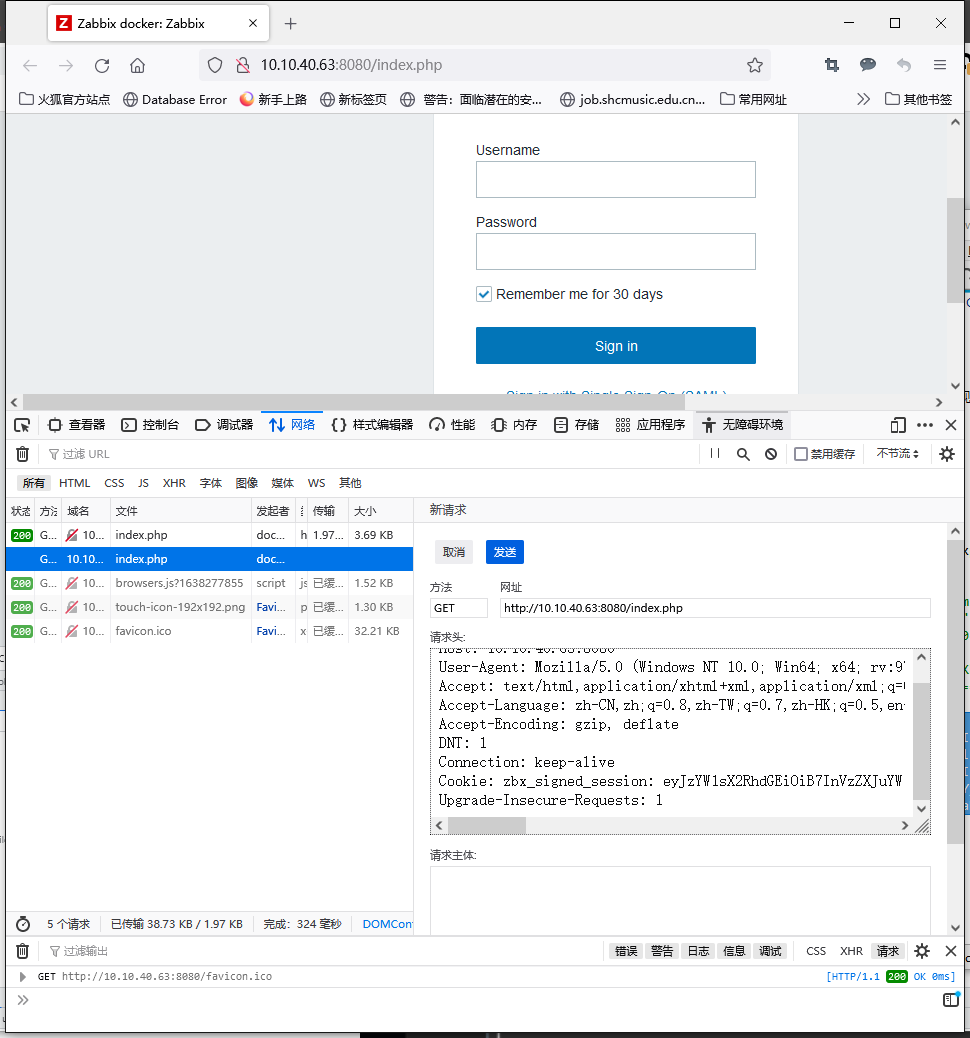 Zabbix docker: Zabbix
10.10.40.63:8080/index.php
火狐官方站点 Database Error 新手上路 新标签页 警告：面临潜在的安... job.shcmusic.edu.cn... 常用网址 其他书签
Username
Password
Remember me for 30 days
Sign in
Sign in with Single Sign-On (SAML)
查看器 控制台 调试器 网络 {} 样式编辑器 性能 内存 存储 应用程序 无障碍环境
过滤 URL 禁用缓存 不节流
所有 HTML CSS JS XHR 字体 图像 媒体 WS 其他
状态 方法 域名 文件 发起者 传输 大小 新请求
200 G... 10... index.php doc... h 1.97... 3.69 KB
取消 发送
G... 10.10... index.php doc...
200 G... 10... browsers.js?1638277855 script js 已缓... 1.52 KB
方法 网址
200 G... 10... touch-icon-192x192.png Favi... p 已缓... 1.30 KB
GET http://10.10.40.63:8080/index.php
200 G... 10... favicon.ico Favi... x 已缓... 32.21 KB
请求头:
Host: 10.10.40.63:8080
User-Agent: Mozilla/5.0 (Windows NT 10.0; Win64; x64; rv:9
Accept: text/html,application/xhtml+xml,application/xml;q=
Accept-Language: zh-CN,zh;q=0.8,zh-TW;q=0.7,zh-HK;q=0.5,en
Accept-Encoding: gzip, deflate
DNT: 1
Connection: keep-alive
Cookie: zbx_signed_session: eyJzZW1sX2RhdGEiOiB7InVzZXJuYW
Upgrade-Insecure-Requests: 1
请求主体:
5 个请求 已传输 38.73 KB / 1.97 KB 完成：324 毫秒 DOMCon
过滤输出 错误 警告 日志 信息 调试 CSS XHR 请求
GET http://10.10.40.63:8080/favicon.ico [HTTP/1.1 200 OK 0ms]